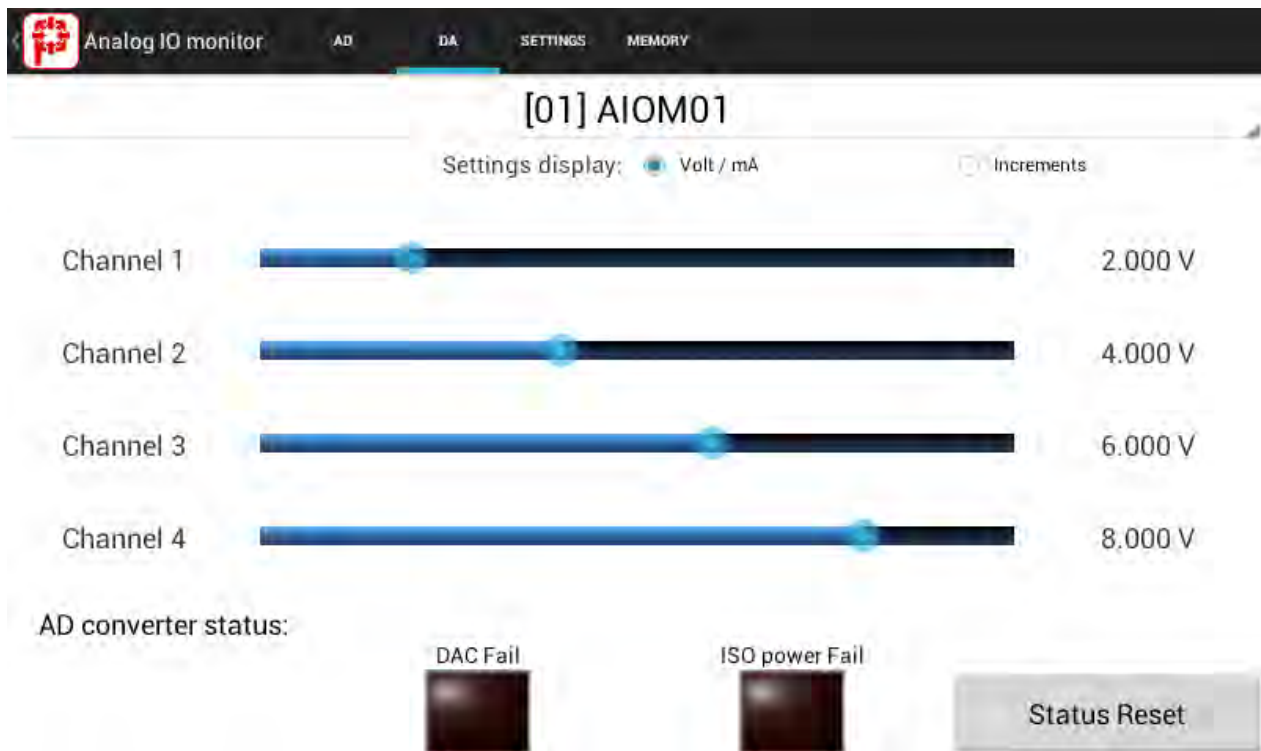 Analog IO monitor AD DA SETTINGS MEMORY
[01] AIOM01
Settings display: Volt / mA Increments
Channel 1 2.000 V
Channel 2 4.000 V
Channel 3 6.000 V
Channel 4 8.000 V
AD converter status:
DAC Fail ISO power Fail
Status Reset